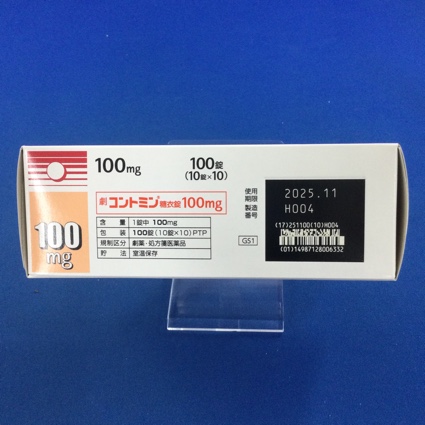 100mg
100錠
(10錠×10)
劇 コントミン糖衣錠100mg
含 量 1錠中 100mg
包 装 100錠(10錠×10)PTP
規制区分 劇薬・処方箋医薬品
貯 法 室温保存
100
mg
GS1
使用
期限
製造
番号
2025.11
H004
(17)251100(10)H004
(01)14987128006332